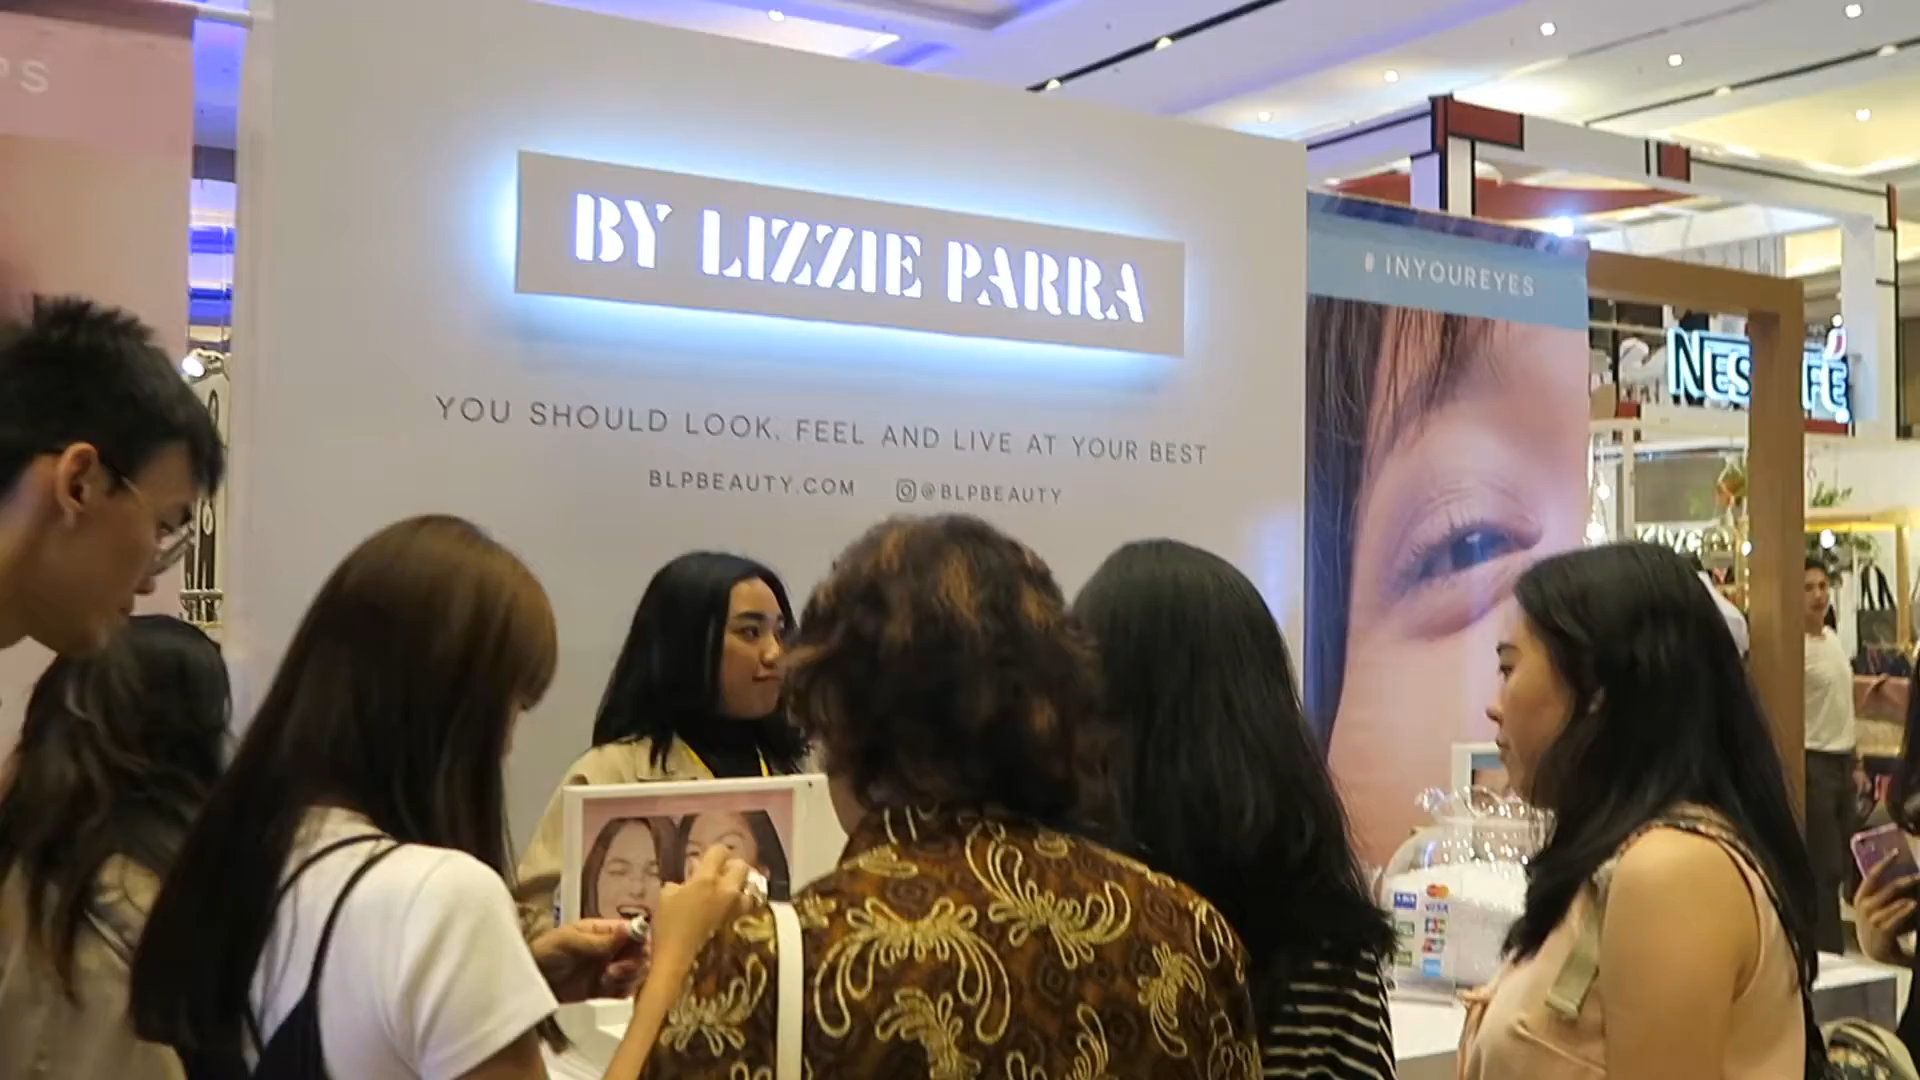 BY LIZZIE PARRA
YOU SHOULD LOOK, FEEL AND LIVE AT YOUR BEST
BLPBEAUTY.COM @BLPBEAUTY
# INYOUREYES
VISA